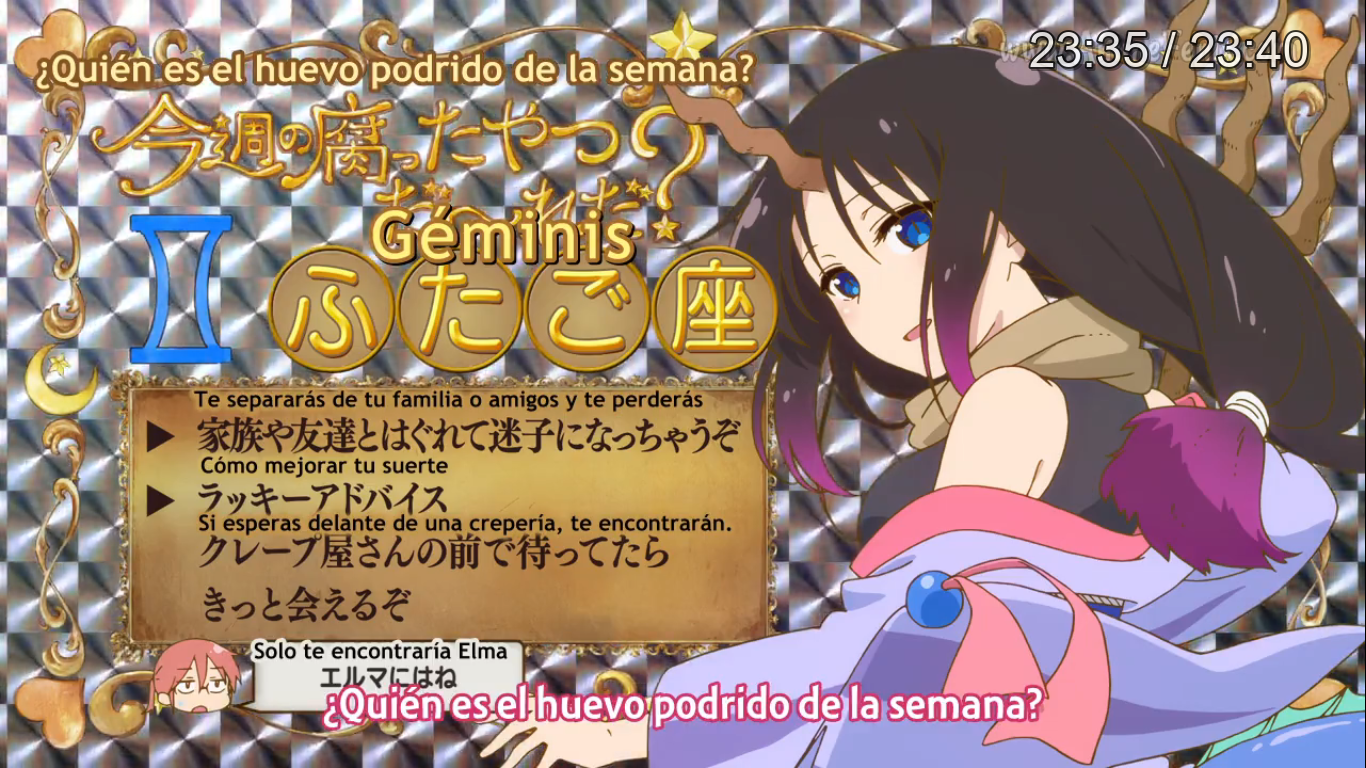 23:35 / 23:40
¿Quién es el huevo podrido de la semana?
今週の腐ったやつ
Géminis
ふたご座
Te separarás de tu familia o amigos y te perderás
家族や友達とはぐれて迷子になっちゃうぞ
Cómo mejorar tu suerte
ラッキーアドバイス
Si esperas delante de una crepería, te encontrarán.
クレープ屋さんの前で待ってたら
きっと会えるぞ
Solo te encontraría Elma
エルマにはね
¿Quién es el huevo podrido de la semana?